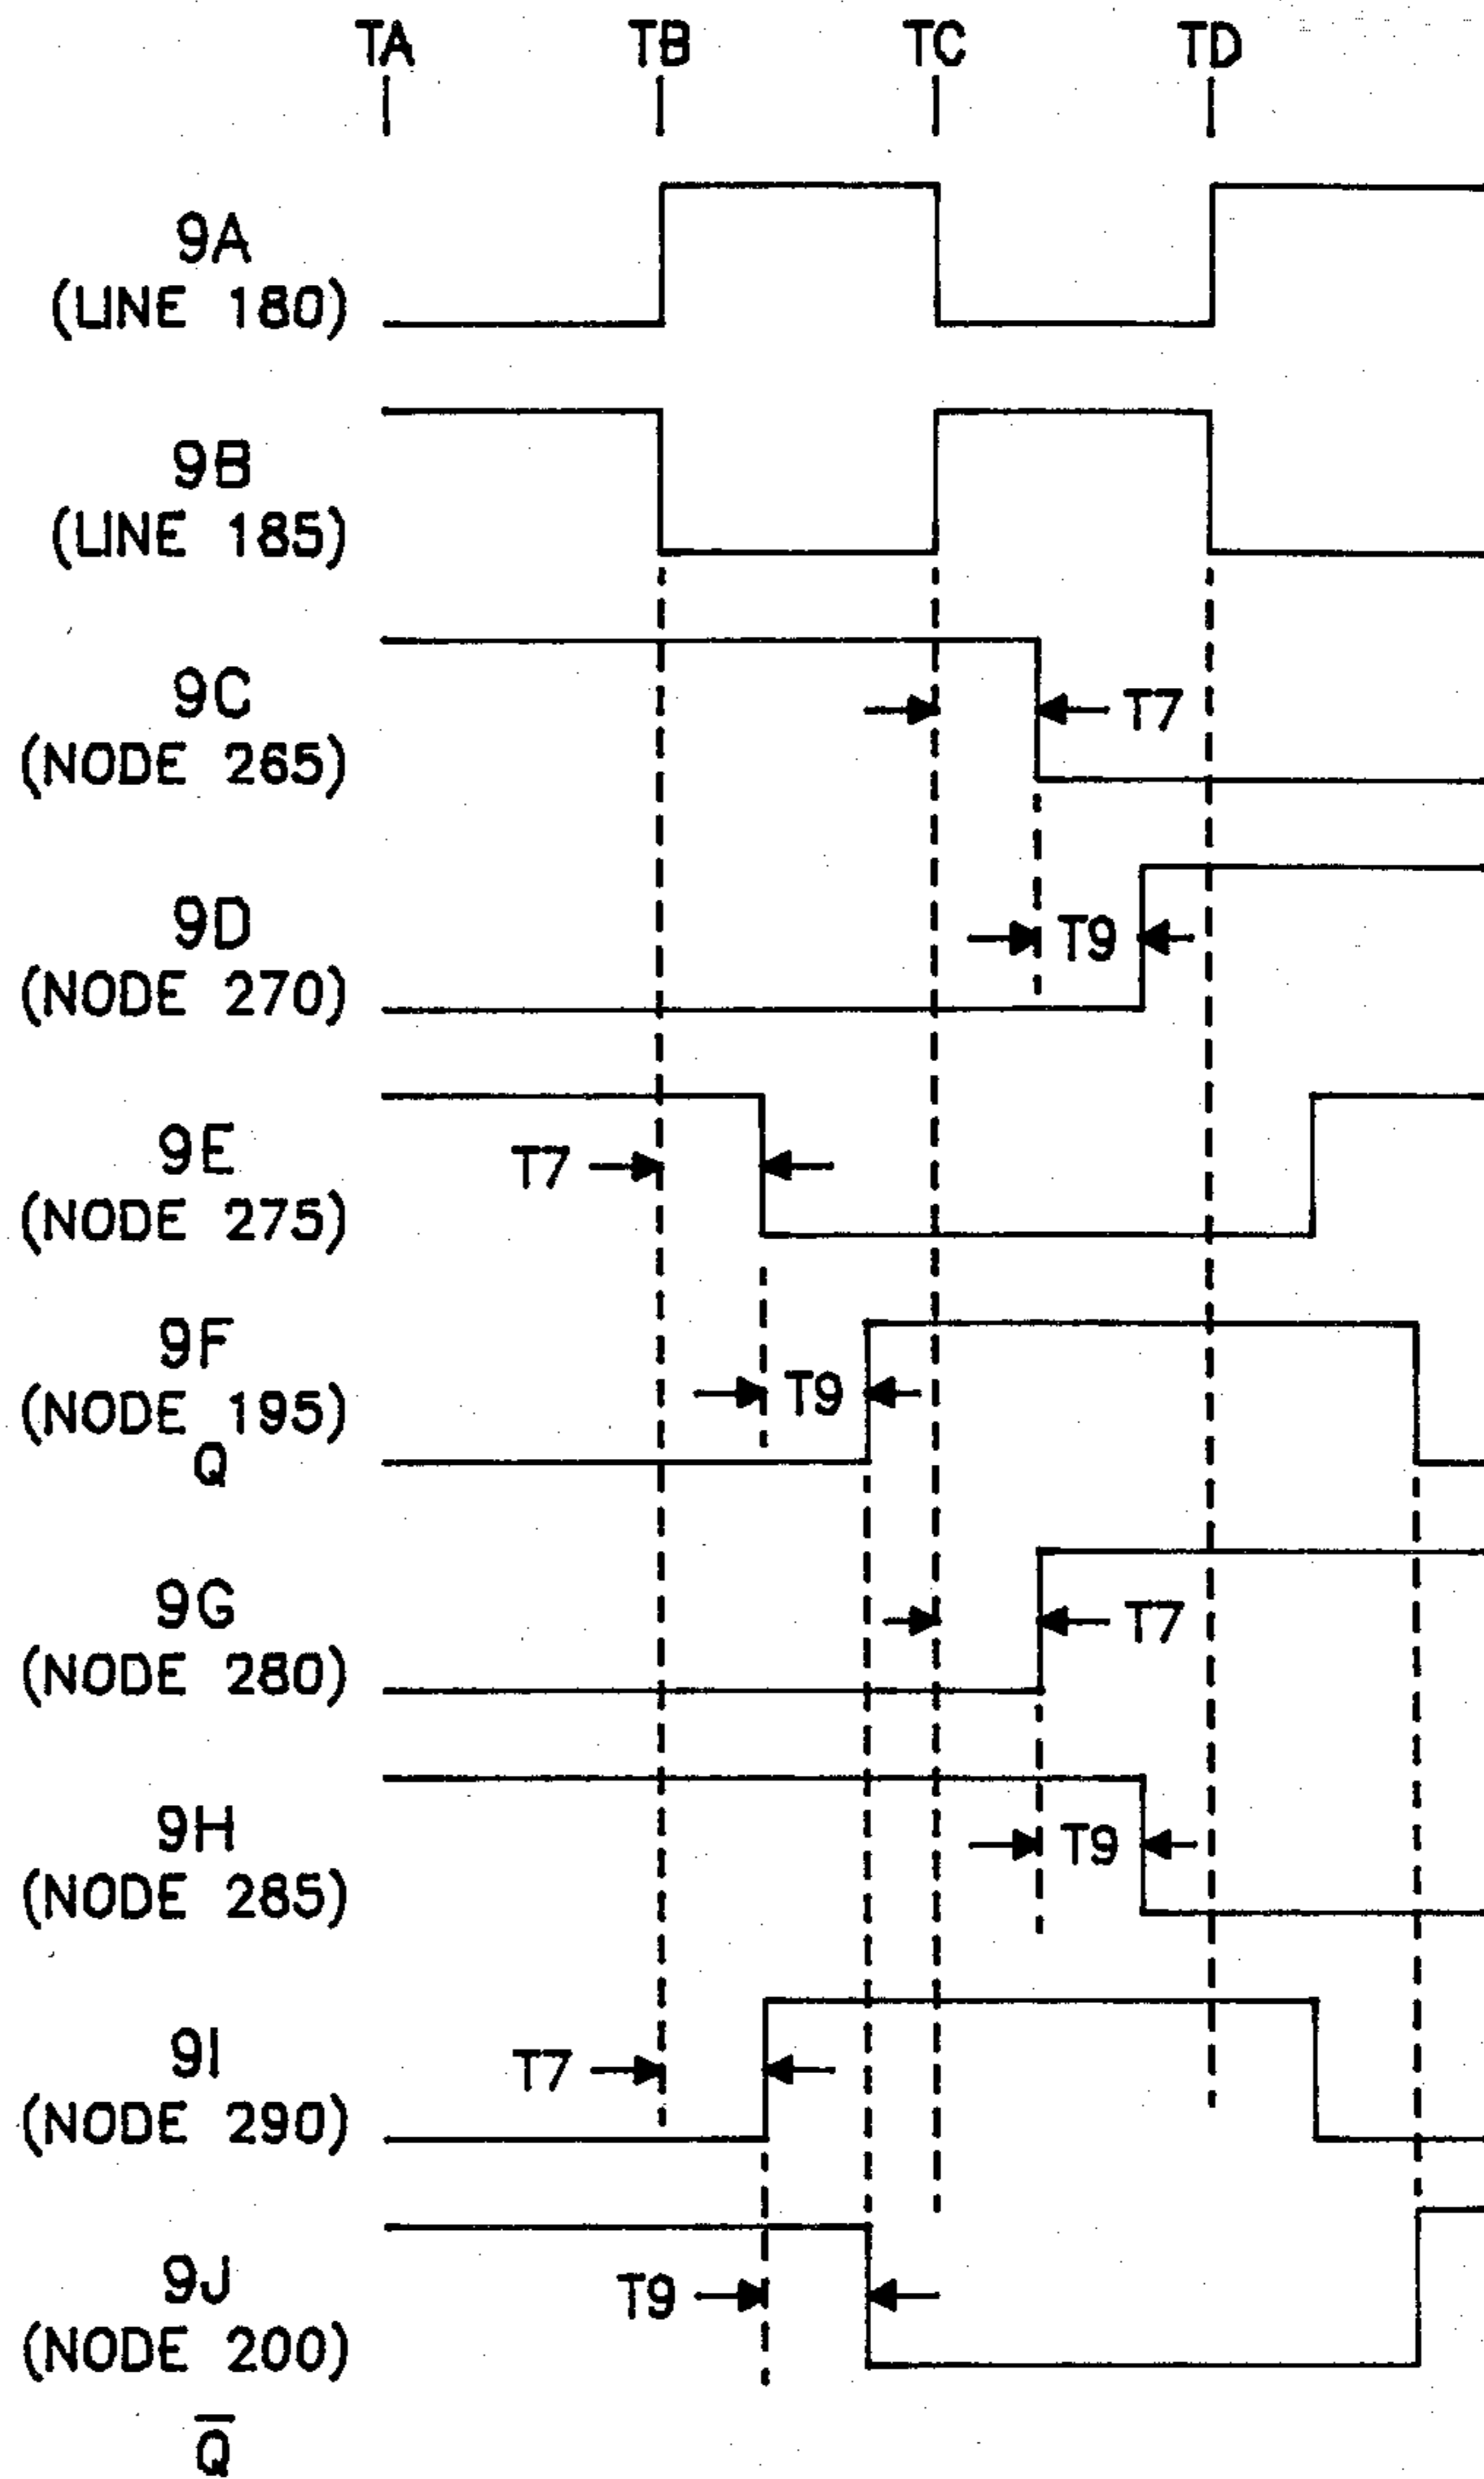 TA TB TC TD
9A
(LINE 180)
9B
(LINE 185)
9C
T7
(NODE 265)
9D
T9
(NODE 270)
9E
T7
(NODE 275)
9F
(NODE 195)
T9
Q
9G
T7
(NODE 280)
9H
T9
(NODE 285)
9I
T7
(NODE 290)
9J
T9
(NODE 200)
Q̅